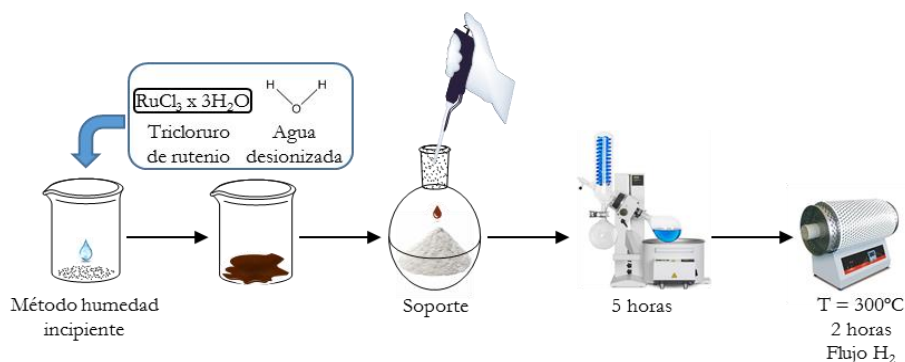 RuCl3 x 3H2O
H H
O
Tricloruro
de rutenio
Agua
desionizada
Método humedad
incipiente
Soporte
5 horas
T = 300ºC
2 horas
Flujo H2